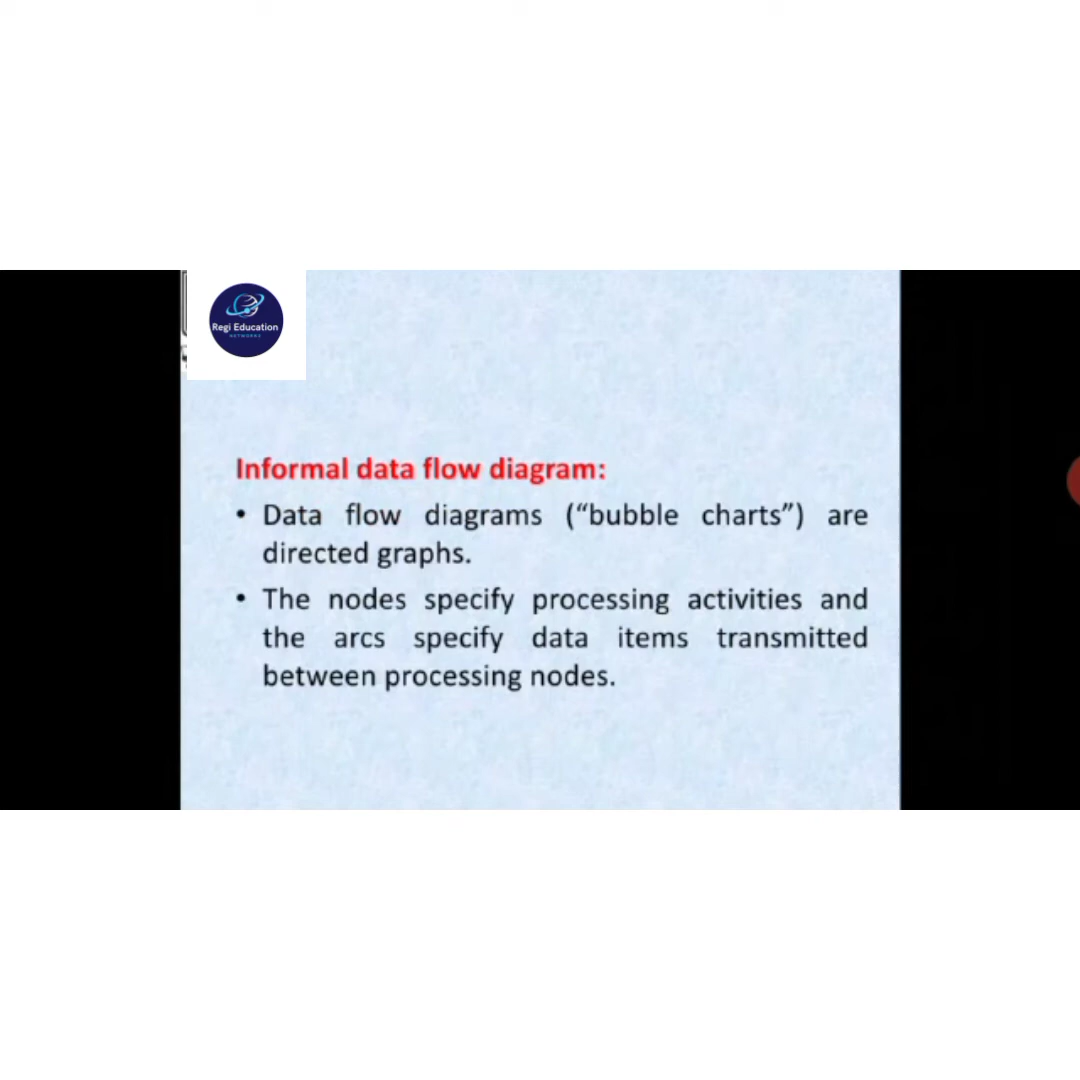 Regi Education
NETWORKS
Informal data flow diagram:
• Data flow diagrams (“bubble charts”) are
directed graphs.
• The nodes specify processing activities and
the arcs specify data items transmitted
between processing nodes.